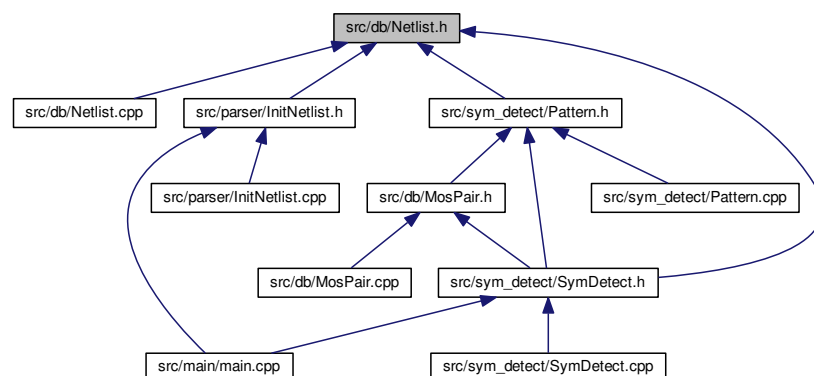 src/db/Netlist.h
src/db/Netlist.cpp
src/parser/InitNetlist.h
src/sym_detect/Pattern.h
src/parser/InitNetlist.cpp
src/db/MosPair.h
src/sym_detect/Pattern.cpp
src/db/MosPair.cpp
src/sym_detect/SymDetect.h
src/main/main.cpp
src/sym_detect/SymDetect.cpp